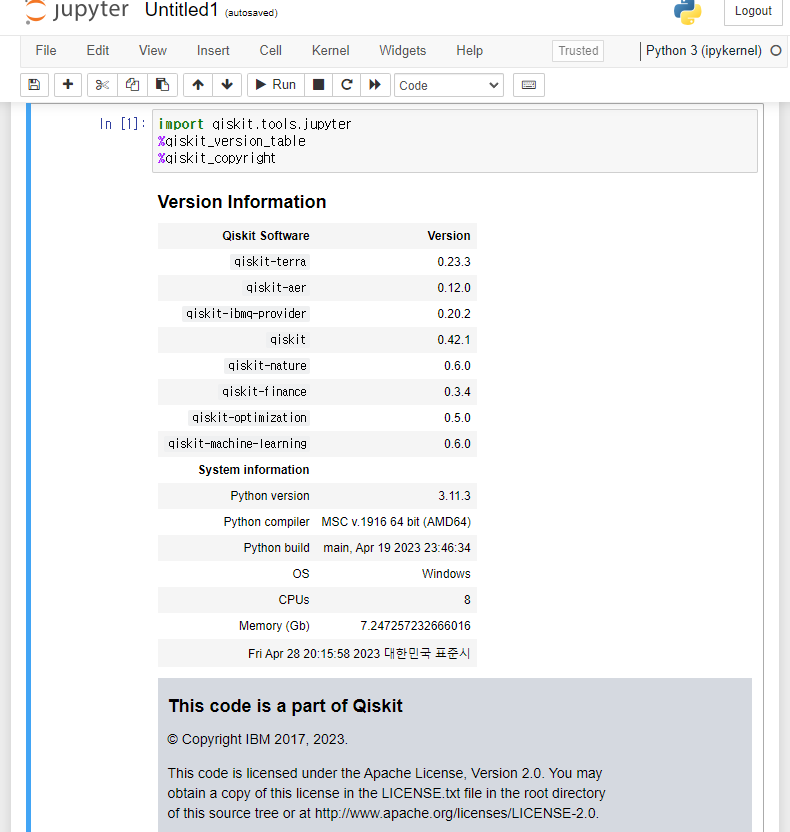 jupyter Untitled1 (autosaved) Logout
File Edit View Insert Cell Kernel Widgets Help Trusted Python 3 (ipykernel)
Run Code
In [1]: import qiskit.tools.jupyter
%qiskit_version_table
%qiskit_copyright
Version Information
Qiskit Software Version
qiskit-terra 0.23.3
qiskit-aer 0.12.0
qiskit-ibmq-provider 0.20.2
qiskit 0.42.1
qiskit-nature 0.6.0
qiskit-finance 0.3.4
qiskit-optimization 0.5.0
qiskit-machine-learning 0.6.0
System information
Python version 3.11.3
Python compiler MSC v.1916 64 bit (AMD64)
Python build main, Apr 19 2023 23:46:34
OS Windows
CPUs 8
Memory (Gb) 7.247257232666016
Fri Apr 28 20:15:58 2023 대한민국 표준시
This code is a part of Qiskit
© Copyright IBM 2017, 2023.
This code is licensed under the Apache License, Version 2.0. You may
obtain a copy of this license in the LICENSE.txt file in the root directory
of this source tree or at http://www.apache.org/licenses/LICENSE-2.0.